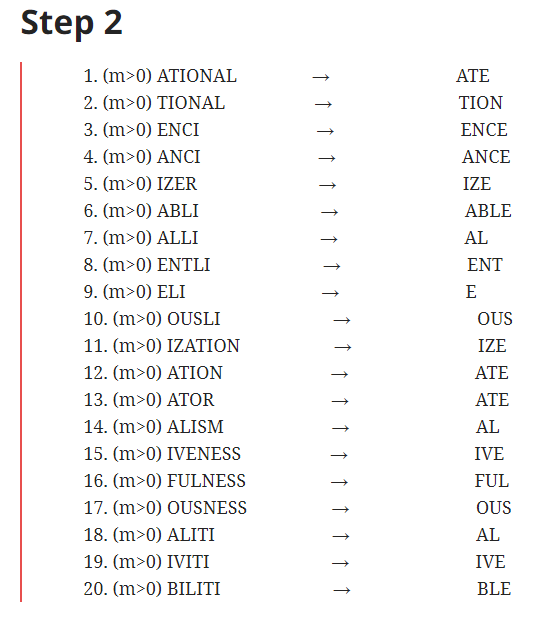 Step 2
1. (m>0) ATIONAL → ATE
2. (m>0) TIONAL → TION
3. (m>0) ENCI → ENCE
4. (m>0) ANCI → ANCE
5. (m>0) IZER → IZE
6. (m>0) ABLI → ABLE
7. (m>0) ALLI → AL
8. (m>0) ENTLI → ENT
9. (m>0) ELI → E
10. (m>0) OUSLI → OUS
11. (m>0) IZATION → IZE
12. (m>0) ATION → ATE
13. (m>0) ATOR → ATE
14. (m>0) ALISM → AL
15. (m>0) IVENESS → IVE
16. (m>0) FULNESS → FUL
17. (m>0) OUSNESS → OUS
18. (m>0) ALITI → AL
19. (m>0) IVITI → IVE
20. (m>0) BILITI → BLE